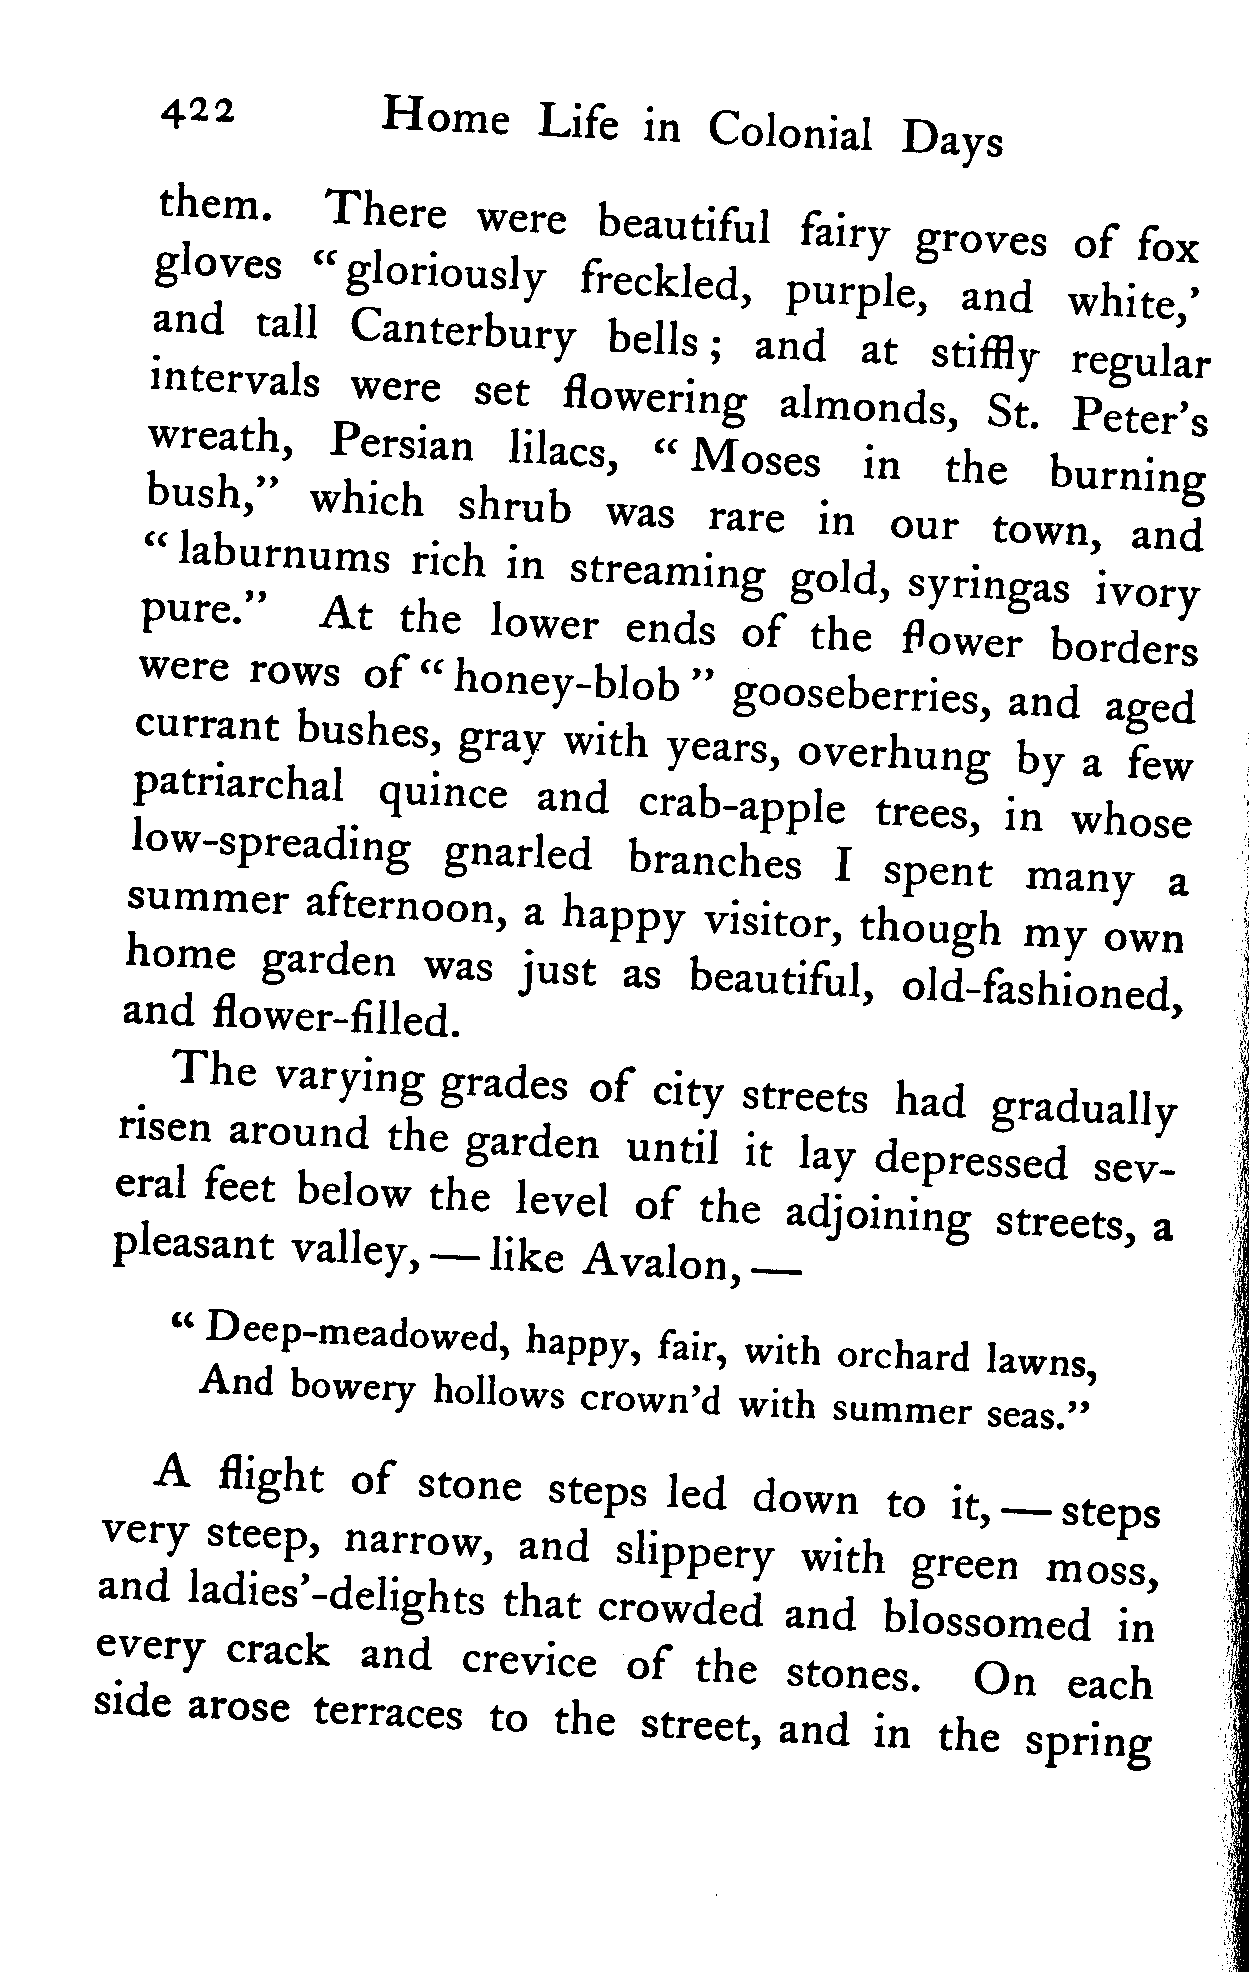 422 Home Life in Colonial Days
them. There were beautiful fairy groves of fox
gloves “gloriously freckled, purple, and white,’
and tall Canterbury bells; and at stiffly regular
intervals were set flowering almonds, St. Peter’s
wreath, Persian lilacs, “Moses in the burning
bush,” which shrub was rare in our town, and
“laburnums rich in streaming gold, syringas ivory
pure.” At the lower ends of the flower borders
were rows of “honey-blob” gooseberries, and aged
currant bushes, gray with years, overhung by a few
patriarchal quince and crab-apple trees, in whose
low-spreading gnarled branches I spent many a
summer afternoon, a happy visitor, though my own
home garden was just as beautiful, old-fashioned,
and flower-filled.
The varying grades of city streets had gradually
risen around the garden until it lay depressed sev-
eral feet below the level of the adjoining streets, a
pleasant valley, — like Avalon, —
“Deep-meadowed, happy, fair, with orchard lawns,
And bowery hollows crown’d with summer seas.”
A flight of stone steps led down to it, — steps
very steep, narrow, and slippery with green moss,
and ladies’-delights that crowded and blossomed in
every crack and crevice of the stones. On each
side arose terraces to the street, and in the spring